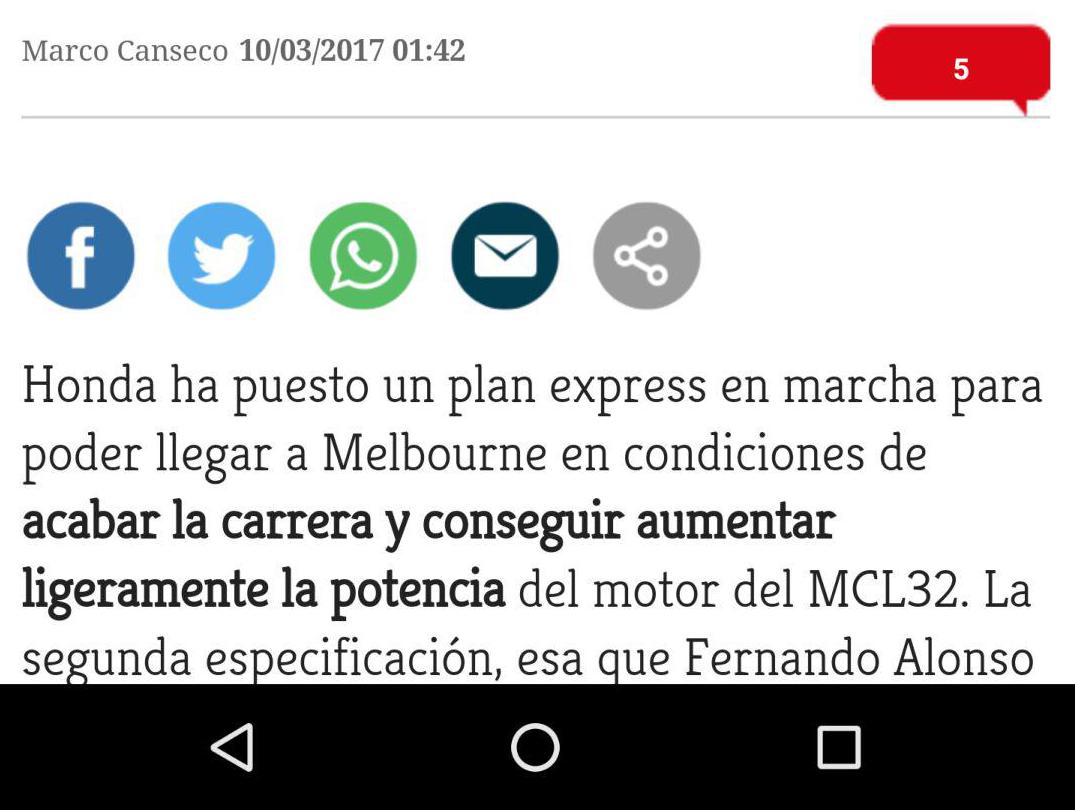 Marco Canseco 10/03/2017 01:42
5
Honda ha puesto un plan express en marcha para
poder llegar a Melbourne en condiciones de
acabar la carrera y conseguir aumentar
ligeramente la potencia del motor del MCL32. La
segunda especificación, esa que Fernando Alonso